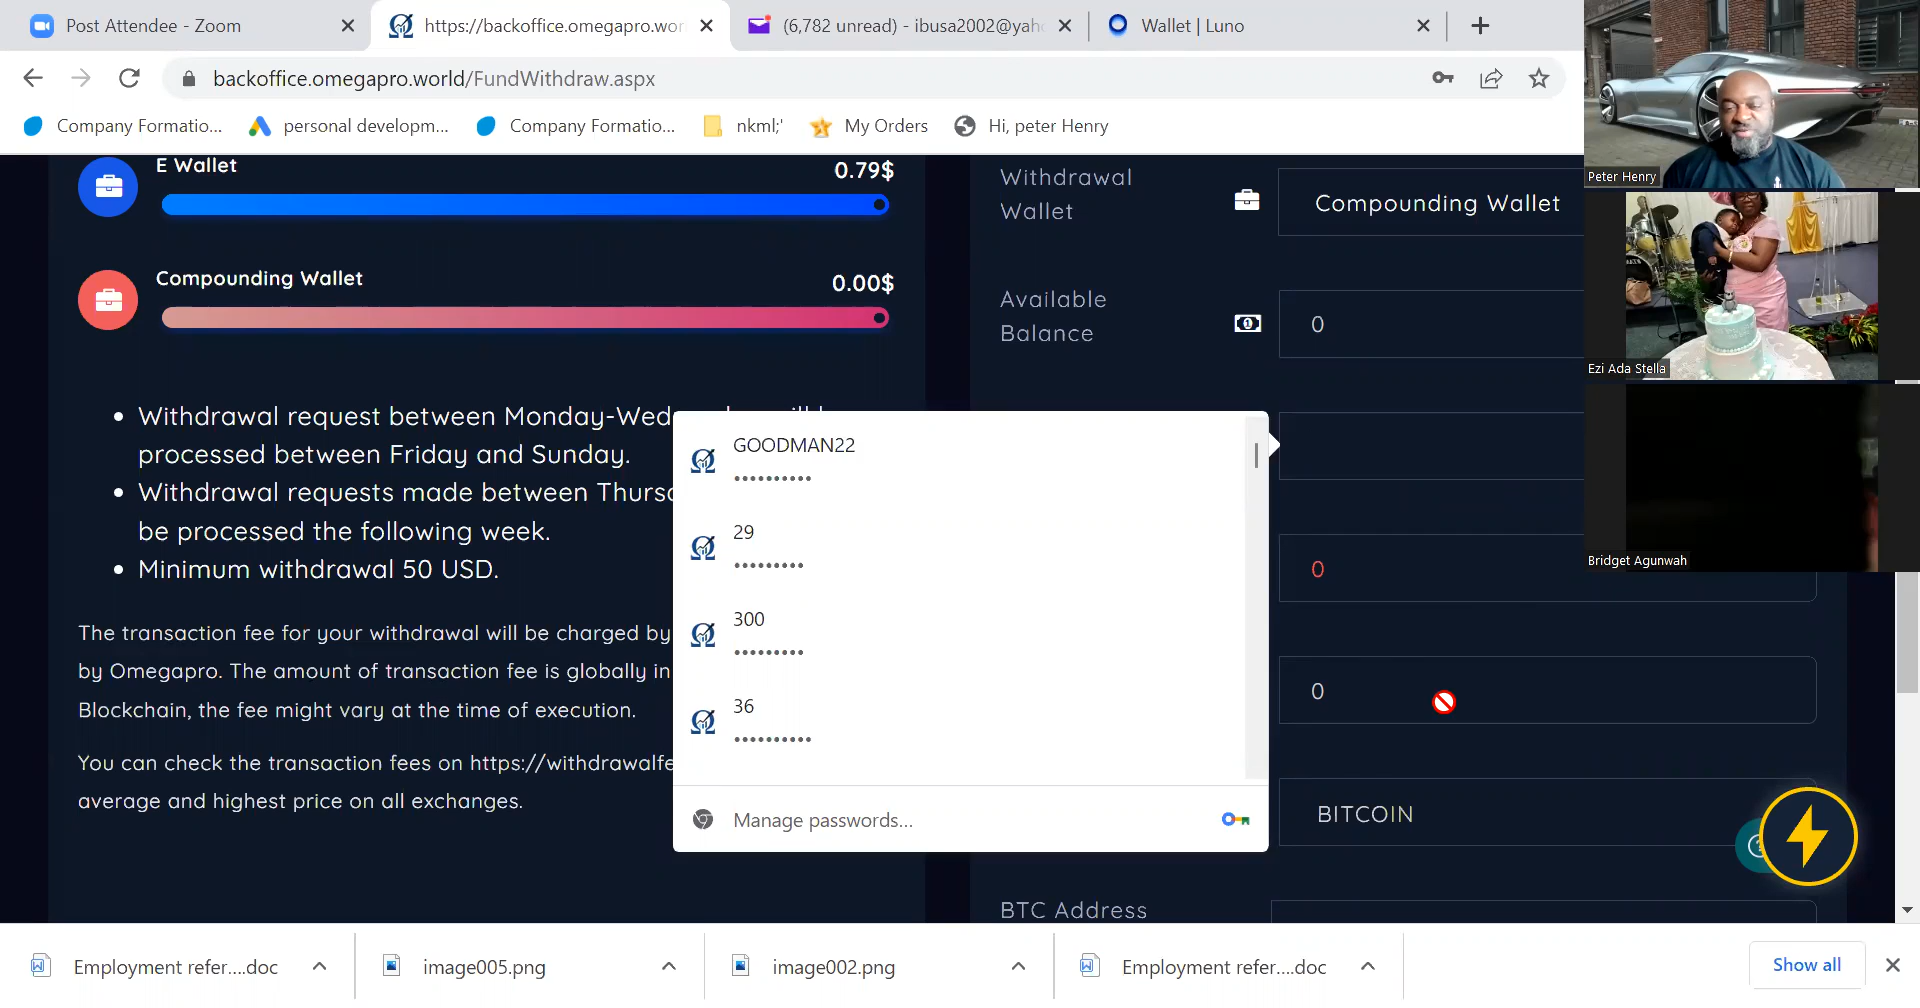 Post Attendee - Zoom
https://backoffice.omegapro.wor
(6,782 unread) - ibusa2002@yah
Wallet | Luno
backoffice.omegapro.world/FundWithdraw.aspx
Company Formatio...
personal developm...
Company Formatio...
nkml;'
My Orders
Hi, peter Henry
Peter Henry
Ezi Ada Stella
Bridget Agunwah
E Wallet
0.79$
Compounding Wallet
0.00$
Withdrawal request between Monday-Wed
processed between Friday and Sunday.
Withdrawal requests made between Thurs
be processed the following week.
Minimum withdrawal 50 USD.
The transaction fee for your withdrawal will be charged by
by Omegapro. The amount of transaction fee is globally in
Blockchain, the fee might vary at the time of execution.
You can check the transaction fees on https://withdrawalfe
average and highest price on all exchanges.
GOODMAN22
••••••••••
29
•••••••••
300
•••••••••
36
••••••••••
Manage passwords...
Withdrawal
Wallet
Compounding Wallet
Available
Balance
0
0
0
BITCOIN
BTC Address
Employment refer....doc
image005.png
image002.png
Employment refer....doc
Show all